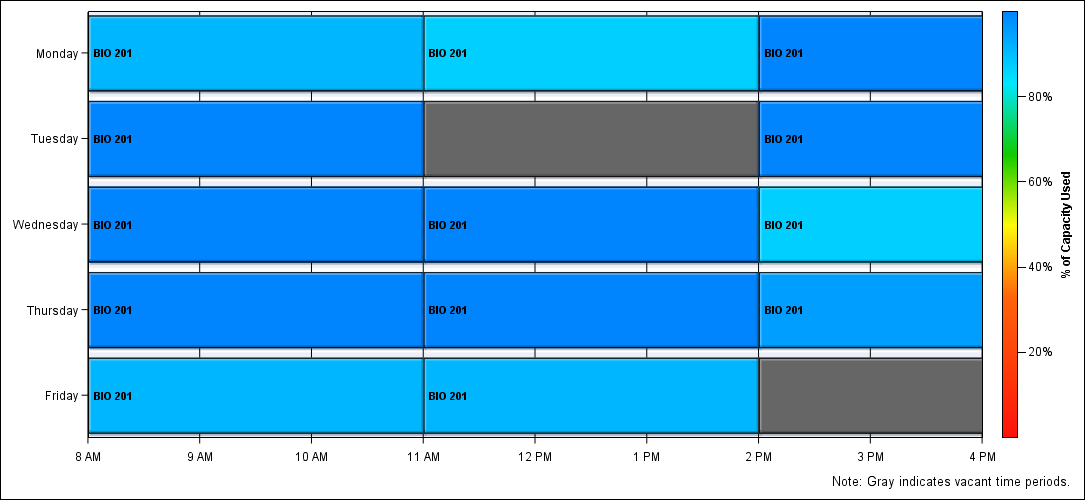 Monday
BIO 201
BIO 201
BIO 201
Tuesday
BIO 201
BIO 201
Wednesday
BIO 201
BIO 201
BIO 201
Thursday
BIO 201
BIO 201
BIO 201
Friday
BIO 201
BIO 201
8 AM
9 AM
10 AM
11 AM
12 PM
1 PM
2 PM
3 PM
4 PM
80%
60%
40%
20%
% of Capacity Used
Note: Gray indicates vacant time periods.